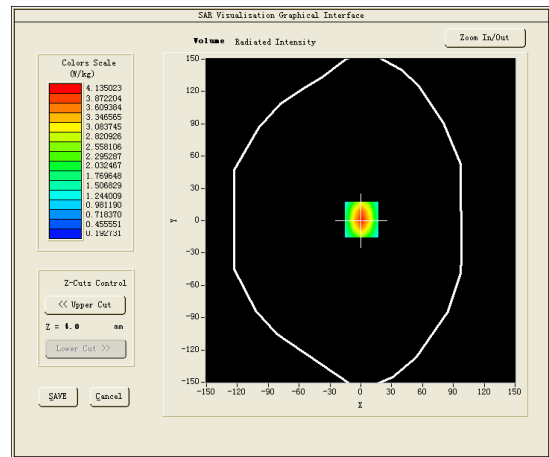 SAR Visualisation Graphical Interface
Volume Radiated Intensity
Zoom In/Out
Colors Scale
(W/kg)
4.135023
3.872204
3.609384
3.346565
3.083745
2.820926
2.558106
2.295287
2.032467
1.769648
1.506829
1.244009
0.981190
0.718370
0.455551
0.192731
Z-Cuts Control
<< Upper Cut
Z = 4.0 mm
Lower Cut >>
SAVE
Cancel
150
120
90
60
30
0
-30
-60
-90
-120
-150
Y
-150 -120 -90 -60 -30 0 30 60 90 120 150
X